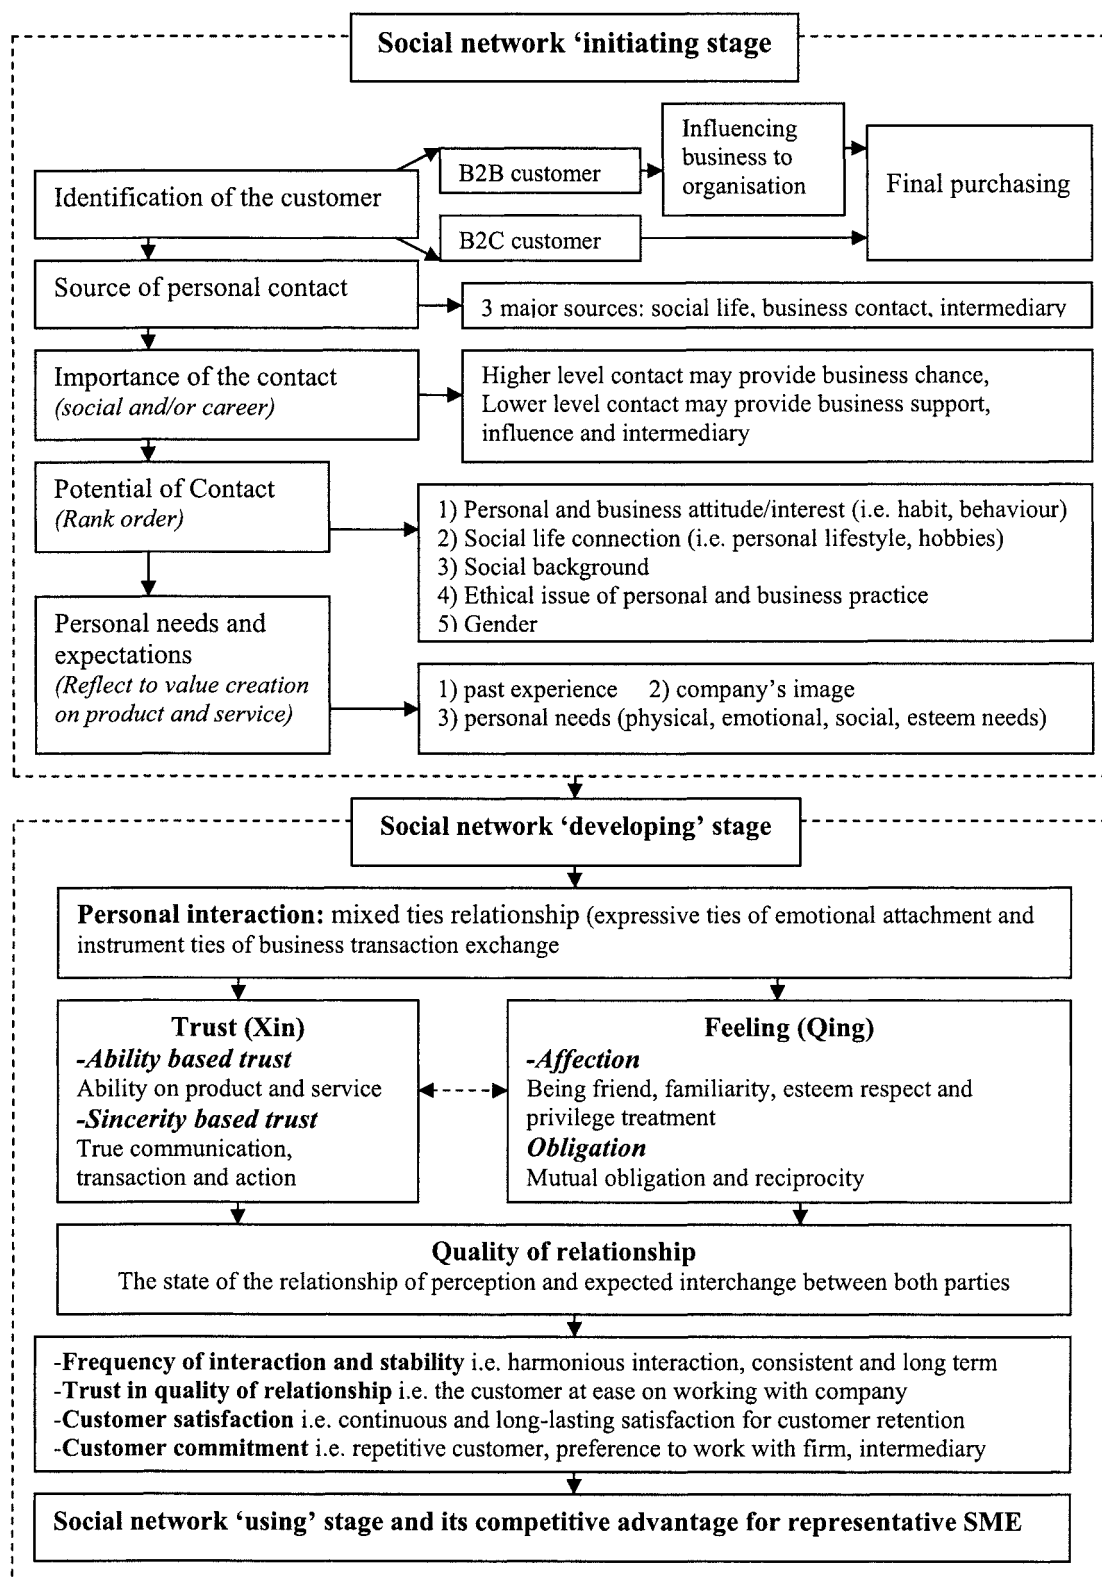 Social network ‘initiating stage
Identification of the customer
B2B customer
Influencing
business to
organisation
Final purchasing
B2C customer
Source of personal contact
3 major sources: social life, business contact, intermediary
Importance of the contact
(social and/or career)
Higher level contact may provide business chance,
Lower level contact may provide business support,
influence and intermediary
Potential of Contact
(Rank order)
1) Personal and business attitude/interest (i.e. habit, behaviour)
2) Social life connection (i.e. personal lifestyle, hobbies)
3) Social background
4) Ethical issue of personal and business practice
5) Gender
Personal needs and
expectations
(Reflect to value creation
on product and service)
1) past experience 2) company’s image
3) personal needs (physical, emotional, social, esteem needs)
Social network ‘developing’ stage
Personal interaction: mixed ties relationship (expressive ties of emotional attachment and
instrument ties of business transaction exchange
Trust (Xin)
-Ability based trust
Ability on product and service
-Sincerity based trust
True communication,
transaction and action
Feeling (Qing)
-Affection
Being friend, familiarity, esteem respect and
privilege treatment
Obligation
Mutual obligation and reciprocity
Quality of relationship
The state of the relationship of perception and expected interchange between both parties
-Frequency of interaction and stability i.e. harmonious interaction, consistent and long term
-Trust in quality of relationship i.e. the customer at ease on working with company
-Customer satisfaction i.e. continuous and long-lasting satisfaction for customer retention
-Customer commitment i.e. repetitive customer, preference to work with firm, intermediary
Social network ‘using’ stage and its competitive advantage for representative SME